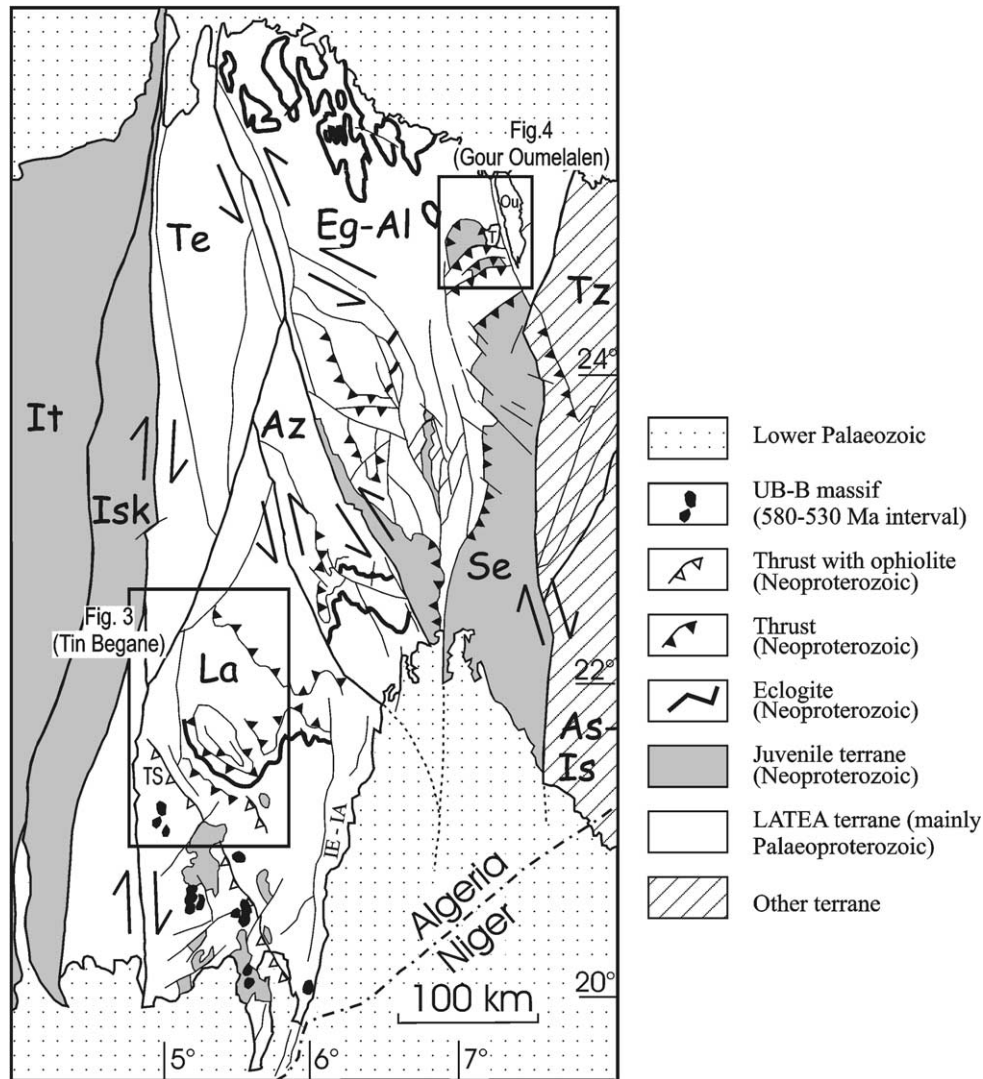 Fig.4
(Gour Oumelalen)
Ou
T
Eg-Al
Te
Tz
24°
It
Az
Isk
Se
Fig. 3
(Tin Begane)
La
22°
As-
Is
TS
IE - IA
Algeria
Niger
20°
100 km
5°
6°
7°
Lower Palaeozoic
UB-B massif
(580-530 Ma interval)
Thrust with ophiolite
(Neoproterozoic)
Thrust
(Neoproterozoic)
Eclogite
(Neoproterozoic)
Juvenile terrane
(Neoproterozoic)
LATEA terrane (mainly
Palaeoproterozoic)
Other terrane